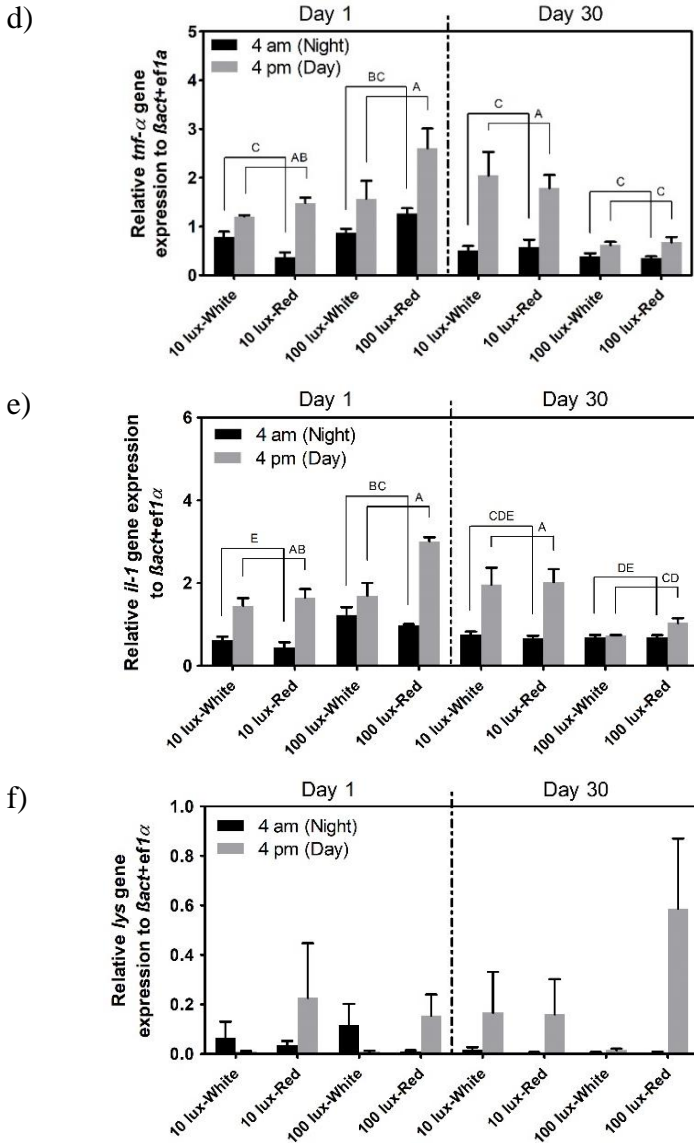 d)
Day 1 Day 30
4 am (Night)
4 pm (Day)
Relative tnf-α gene
expression to ßact+ef1a
5
4
3
2
1
0
C AB BC A C A C C
10 lux-White 10 lux-Red 100 lux-White 100 lux-Red 10 lux-White 10 lux-Red 100 lux-White 100 lux-Red
e)
Day 1 Day 30
4 am (Night)
4 pm (Day)
Relative il-1 gene expression
to ßact+ef1α
6
4
2
0
E AB BC A CDE A DE CD
10 lux-White 10 lux-Red 100 lux-White 100 lux-Red 10 lux-White 10 lux-Red 100 lux-White 100 lux-Red
f)
Day 1 Day 30
4 am (Night)
4 pm (Day)
Relative lys gene
expression to ßact+ef1α
1.0
0.8
0.6
0.4
0.2
0.0
10 lux-White 10 lux-Red 100 lux-White 100 lux-Red 10 lux-White 10 lux-Red 100 lux-White 100 lux-Red